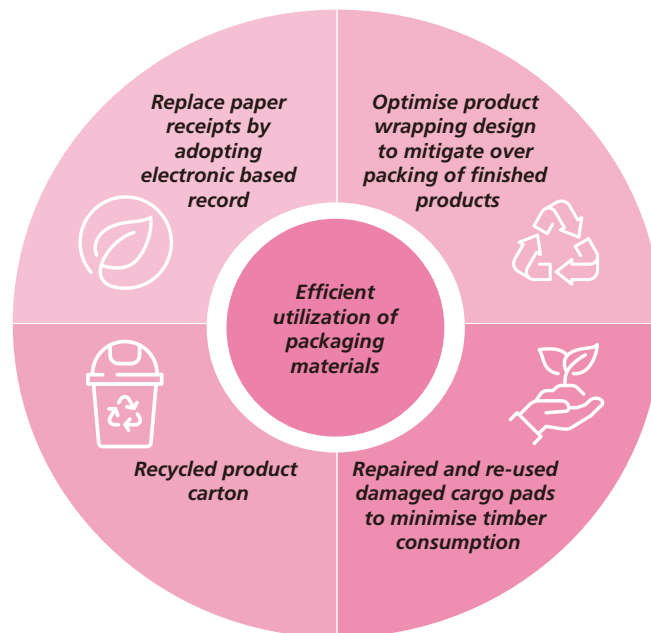 Replace paper
receipts by
adopting
electronic based
record
Optimise product
wrapping design
to mitigate over
packing of finished
products
Efficient
utilization of
packaging
materials
Recycled product
carton
Repaired and re-used
damaged cargo pads
to minimise timber
consumption